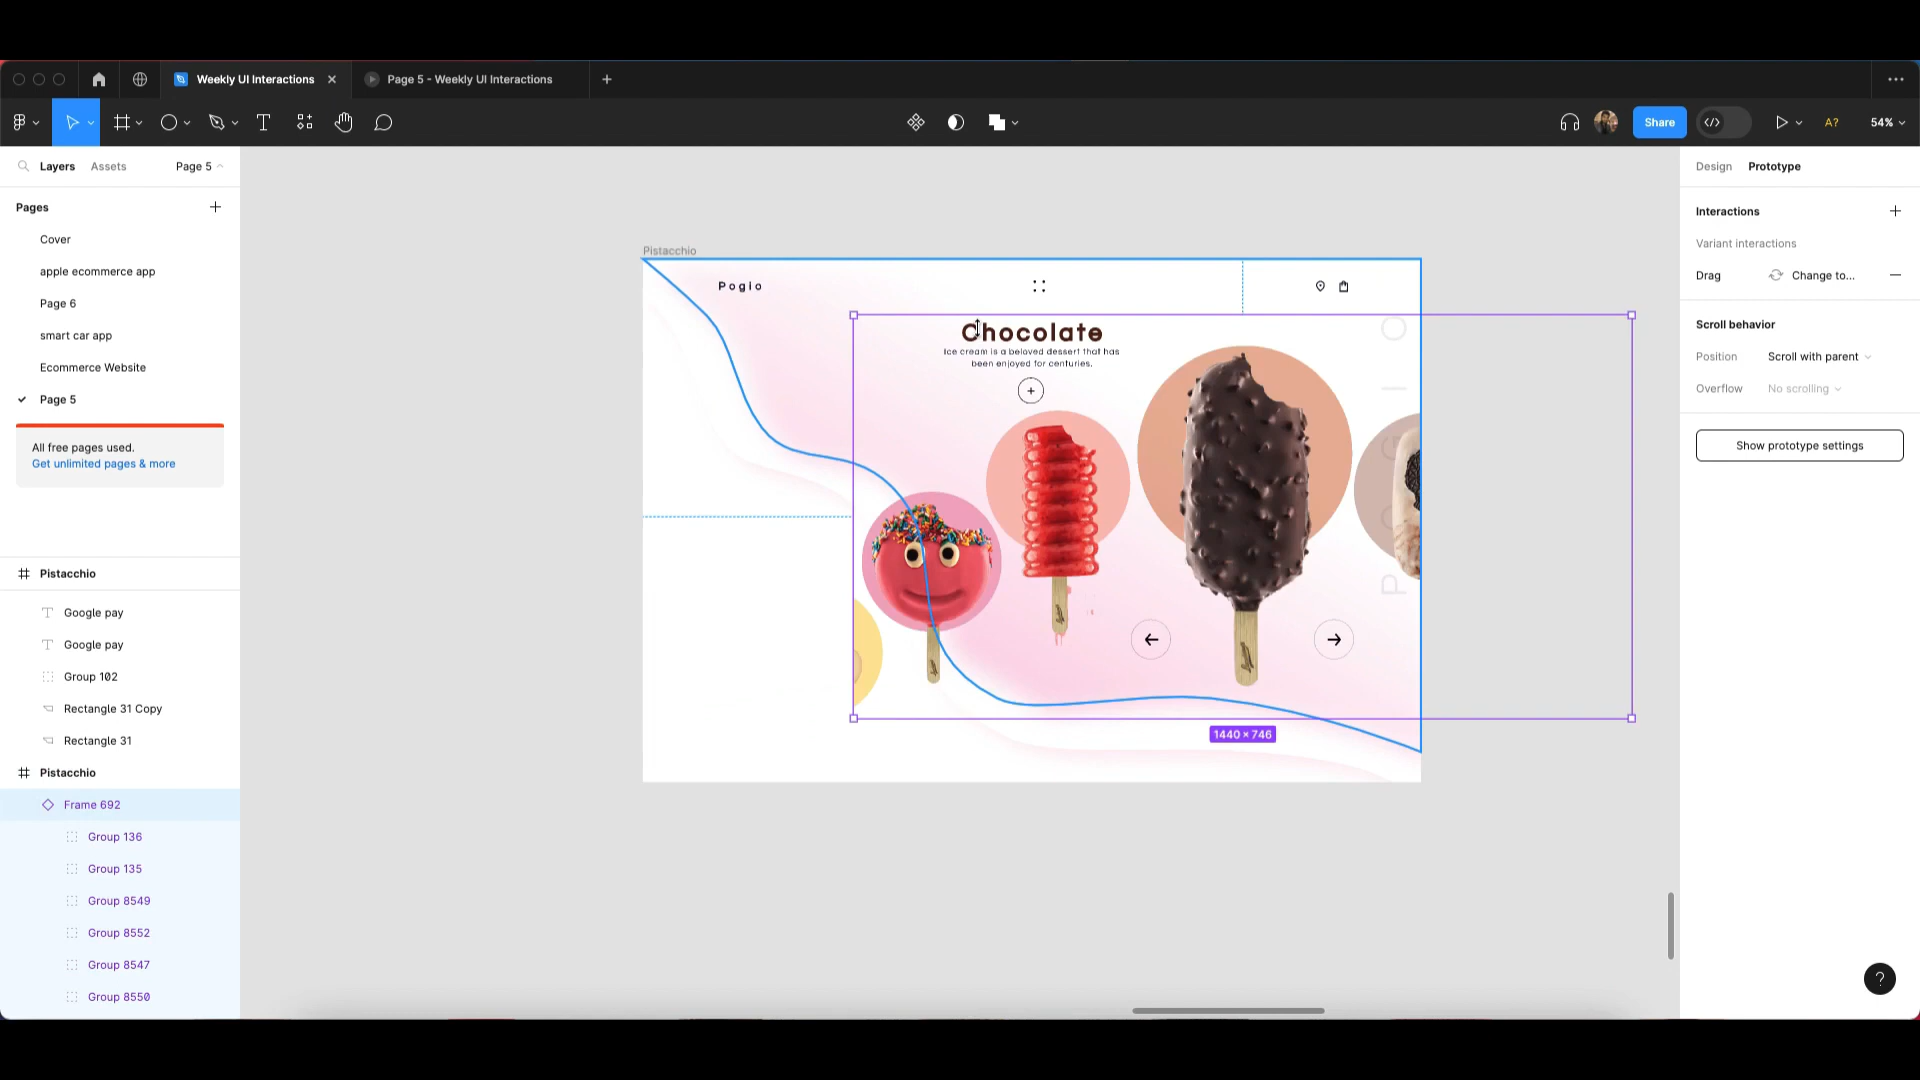 Weekly UI Interactions
Page 5 - Weekly UI Interactions
Share
A?
54%
Layers
Assets
Page 5
Pages
Cover
apple ecommerce app
Page 6
smart car app
Ecommerce Website
Page 5
All free pages used.
Get unlimited pages & more
Pistacchio
Google pay
Google pay
Group 102
Rectangle 31 Copy
Rectangle 31
Pistacchio
Frame 692
Group 136
Group 135
Group 8549
Group 8552
Group 8547
Group 8550
Pistacchio
Pogio
Chocolate
Ice cream is a beloved dessert that has
been enjoyed for centuries.
POGIO
1440 × 746
Design
Prototype
Interactions
Variant interactions
Drag
Change to...
Scroll behavior
Position
Scroll with parent
Overflow
No scrolling
Show prototype settings
?